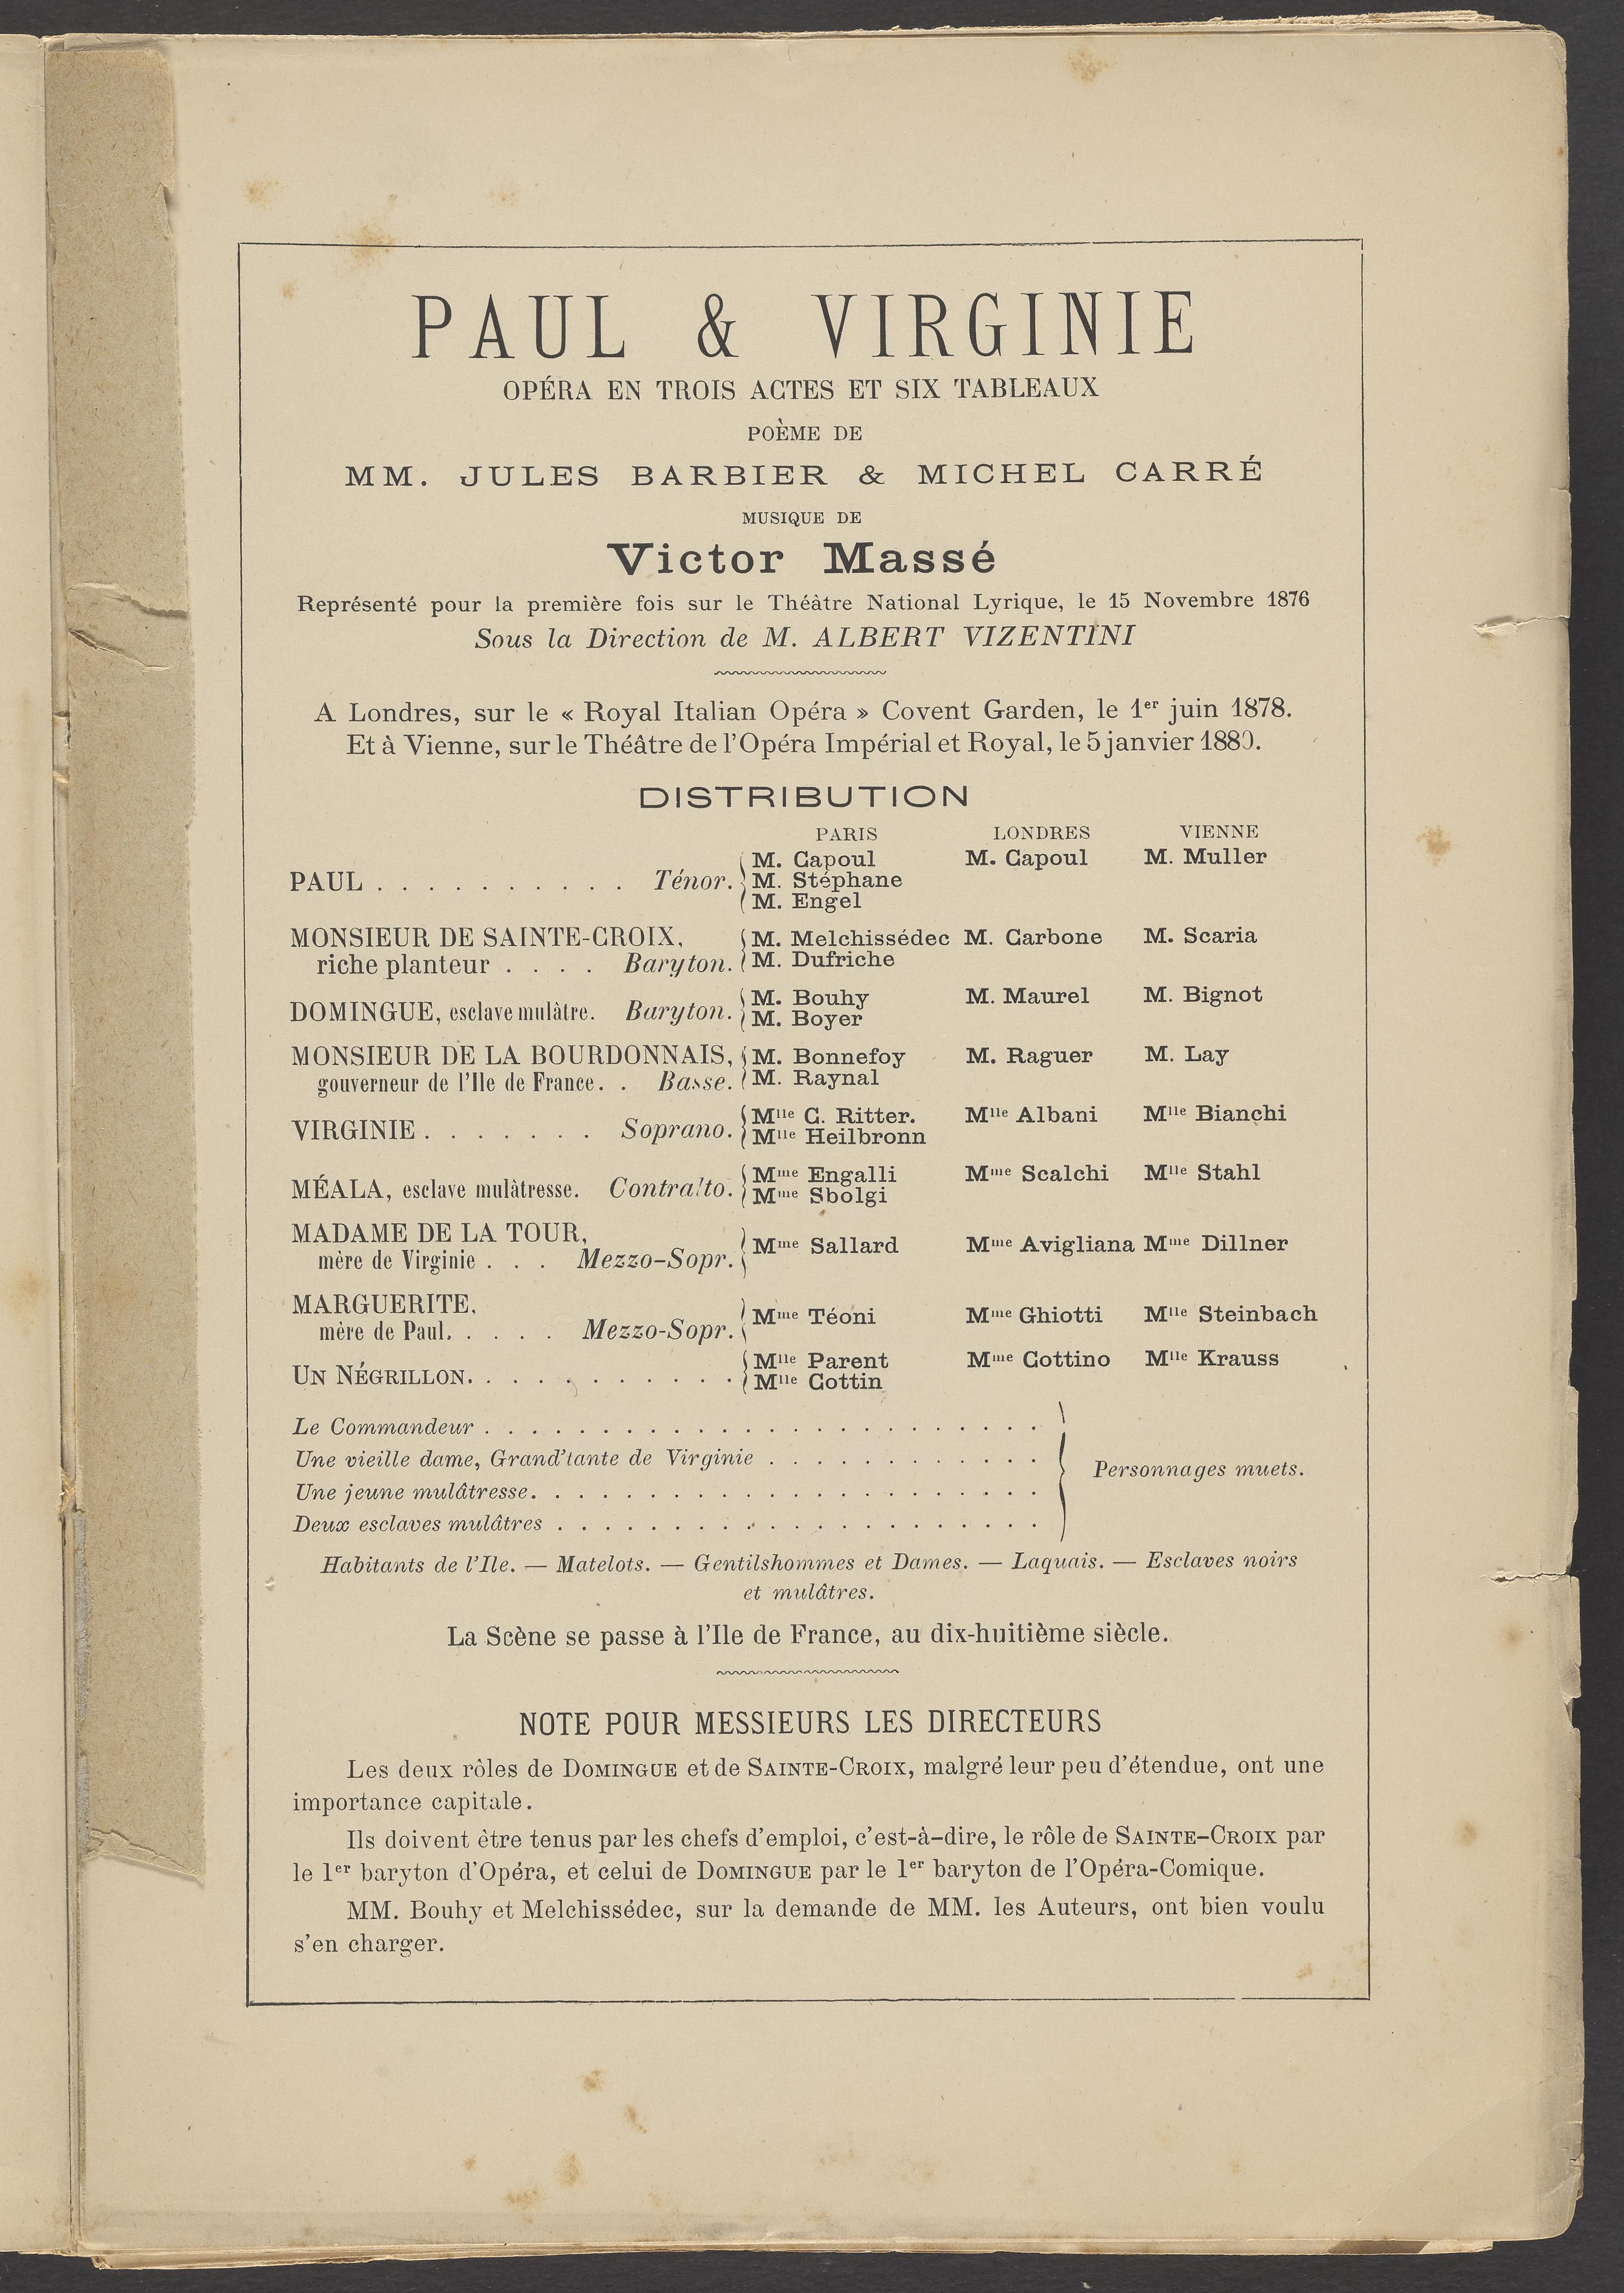 PAUL & VIRGINIE
OPÉRA EN TROIS ACTES ET SIX TABLEAUX
POÈME DE
MM. JULES BARBIER & MICHEL CARRÉ
MUSIQUE DE
Victor Massé
Représenté pour la première fois sur le Théâtre National Lyrique, le 15 Novembre 1876
Sous la Direction de M. ALBERT VIZENTINI
A Londres, sur le « Royal Italian Opéra » Covent Garden, le 1er juin 1878.
Et à Vienne, sur le Théâtre de l'Opéra Impérial et Royal, le 5 janvier 1880.
DISTRIBUTION
PARIS LONDRES VIENNE
M. Capoul M. Capoul M. Muller
PAUL . . . . . . . . . . Ténor. M. Stéphane
M. Engel
MONSIEUR DE SAINTE-CROIX, M. Melchissédec M. Carbone M. Scaria
riche planteur . . . . Baryton. M. Dufriche
M. Bouhy M. Maurel M. Bignot
DOMINGUE, esclave mulâtre. Baryton. M. Boyer
MONSIEUR DE LA BOURDONNAIS, M. Bonnefoy M. Raguer M. Lay
gouverneur de l'Ile de France. . Basse. M. Raynal
Mlle C. Ritter. Mlle Albani Mlle Bianchi
VIRGINIE . . . . . . . Soprano. Mlle Heilbronn
Mme Engalli Mme Scalchi Mlle Stahl
MÉALA, esclave mulâtresse. Contralto. Mme Sbolgi
MADAME DE LA TOUR,
Mme Sallard Mme Avigliana Mme Dillner
mère de Virginie . . . Mezzo-Sopr.
MARGUERITE,
Mme Téoni Mme Ghiotti Mlle Steinbach
mère de Paul. . . . . Mezzo-Sopr.
Mlle Parent Mme Cottino Mlle Krauss
UN NÉGRILLON. . . . . . . . . . . Mlle Cottin
Le Commandeur . . . . . . . . . . . . . . . . . . .
Une vieille dame, Grand'tante de Virginie . . . . . . . . . . Personnages muets.
Une jeune mulâtresse. . . . . . . . . . . . . . . . . .
Deux esclaves mulâtres . . . . . . . . . . . . . . . . .
Habitants de l'Ile. — Matelots. — Gentilshommes et Dames. — Laquais. — Esclaves noirs
et mulâtres.
La Scène se passe à l'Ile de France, au dix-huitième siècle.
NOTE POUR MESSIEURS LES DIRECTEURS
Les deux rôles de DOMINGUE et de SAINTE-CROIX, malgré leur peu d'étendue, ont une
importance capitale.
Ils doivent être tenus par les chefs d'emploi, c'est-à-dire, le rôle de SAINTE-CROIX par
le 1er baryton d'Opéra, et celui de DOMINGUE par le 1er baryton de l'Opéra-Comique.
MM. Bouhy et Melchissédec, sur la demande de MM. les Auteurs, ont bien voulu
s'en charger.